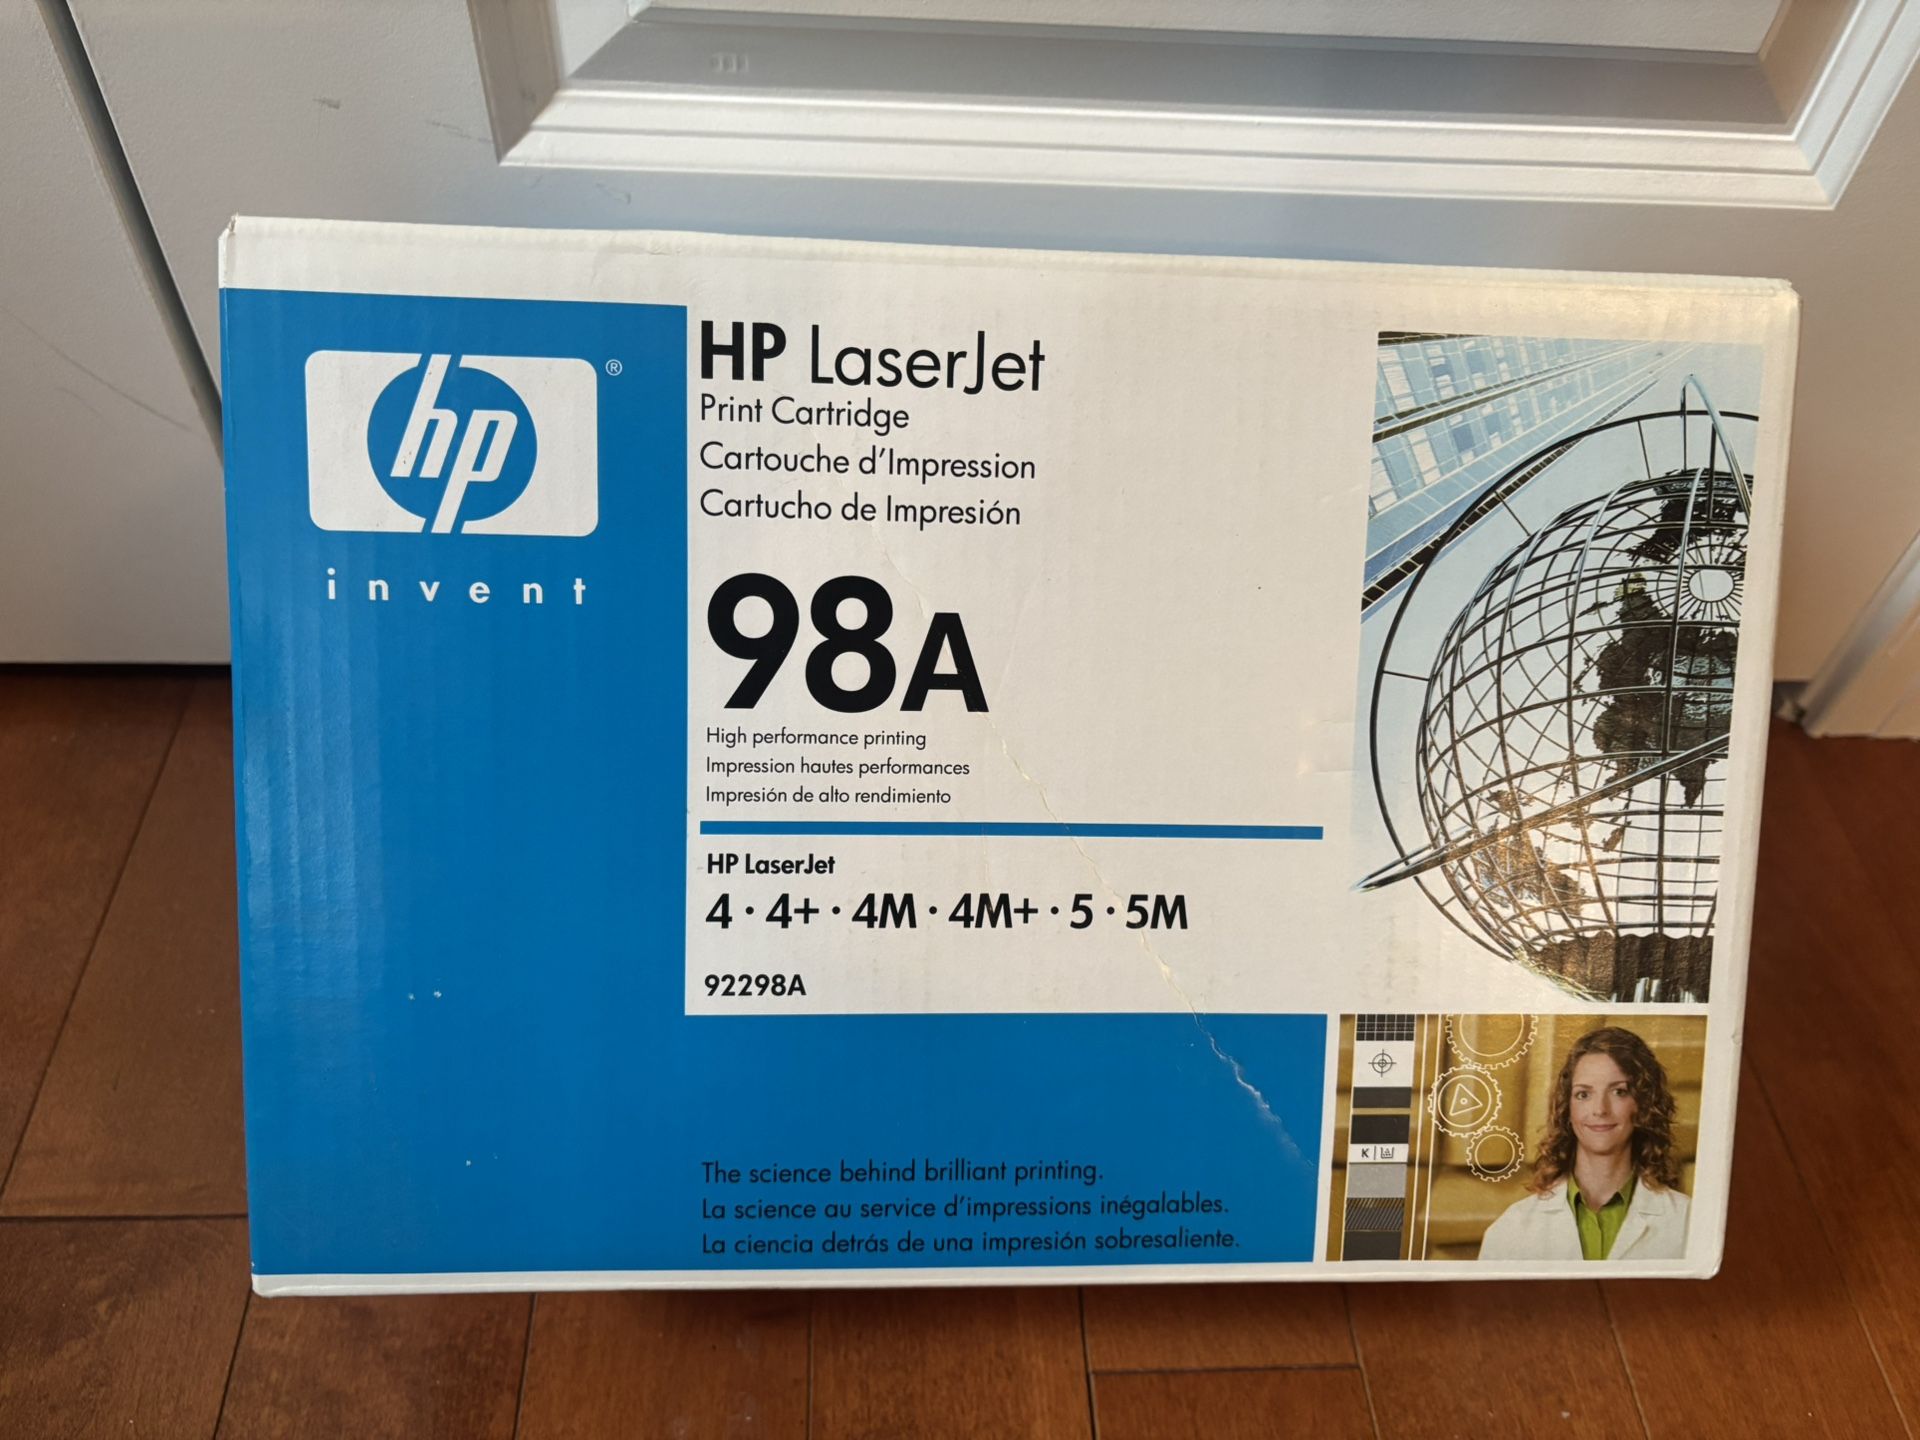 hp ®
invent
HP LaserJet
Print Cartridge
Cartouche d'Impression
Cartucho de Impresión
98A
High performance printing
Impression hautes performances
Impresión de alto rendimiento
HP LaserJet
4 · 4+ · 4M · 4M+ · 5 · 5M
92298A
The science behind brilliant printing.
La science au service d'impressions inégalables.
La ciencia detrás de una impresión sobresaliente.
K